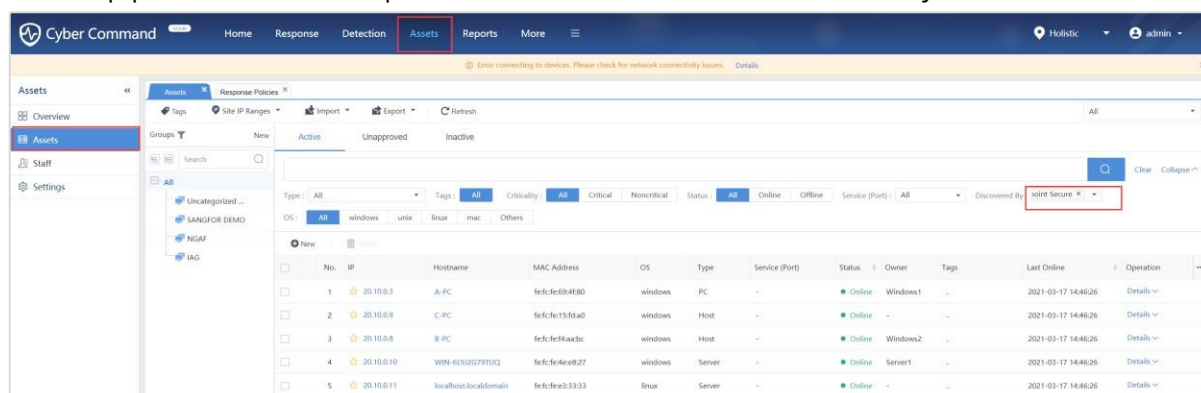 Cyber Command
Home Response Detection Assets Reports More
Holistic admin
Error connecting to devices. Please check for network connectivity issues. Details
Assets «
Assets × Response Policies ×
Overview
Tags Site IP Ranges Import Export Refresh
All
Assets
Groups New
Active Unapproved Inactive
Staff
Search
Clear Collapse
Settings
All
Uncategorized ...
Type : All Tags : All Criticality : All Critical Noncritical Status : All Online Offline Service (Port) : All Discovered By point Secure ×
SANGFOR DEMO
OS : All windows unix linux mac Others
NGAF
New
IAG
No. IP Hostname MAC Address OS Type Service (Port) Status Owner Tags Last Online Operation
1 20.10.0.3 A-PC fe:fc:fe:69:4f:80 windows PC - Online Windows1 - 2021-03-17 14:46:26 Details
2 20.10.0.9 C-PC fe:fc:fe:15:fd:a0 windows Host - Online - - 2021-03-17 14:46:26 Details
3 20.10.0.8 B-PC windows Host - Online Windows2 - 2021-03-17 14:46:26 Details
4 20.10.0.10 WIN-6L9J2G79TUQ fe:fc:fe:4e:e8:27 windows Server - Online Server1 - 2021-03-17 14:46:26 Details
5 20.10.0.11 localhost.localdomain fe:fc:fe:e3:33:33 linux Server - Online - - 2021-03-17 14:46:26 Details